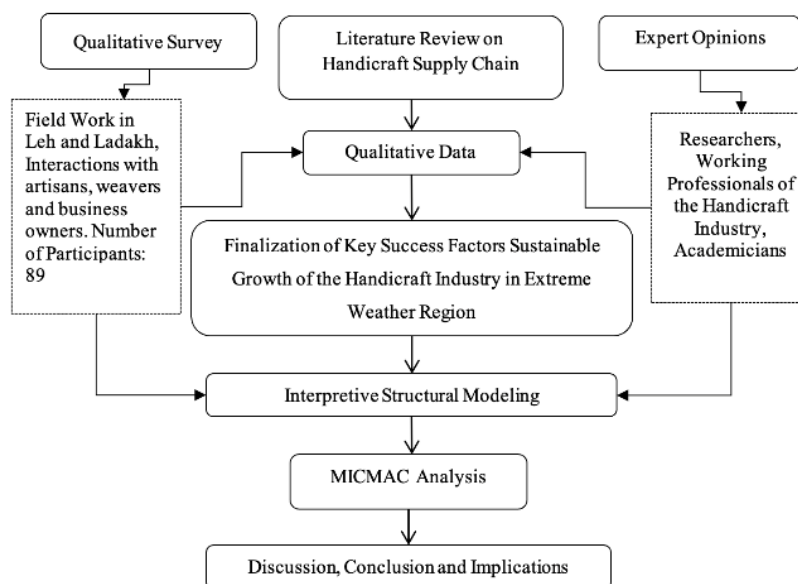 Qualitative Survey
Literature Review on
Handicraft Supply Chain
Expert Opinions
Field Work in
Leh and Ladakh,
Interactions with
artisans, weavers
and business
owners. Number
of Participants:
89
Qualitative Data
Researchers,
Working
Professionals of
the Handicraft
Industry,
Academicians
Finalization of Key Success Factors Sustainable
Growth of the Handicraft Industry in Extreme
Weather Region
Interpretive Structural Modeling
MICMAC Analysis
Discussion, Conclusion and Implications